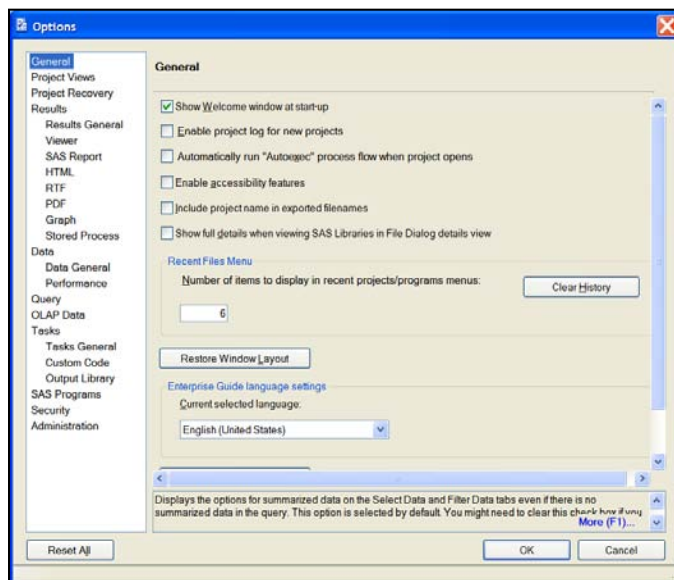 Options
General
Project Views
Project Recovery
Results
Results General
Viewer
SAS Report
HTML
RTF
PDF
Graph
Stored Process
Data
Data General
Performance
Query
OLAP Data
Tasks
Tasks General
Custom Code
Output Library
SAS Programs
Security
Administration
General
Show Welcome window at start-up
Enable project log for new projects
Automatically run "Autoexec" process flow when project opens
Enable accessibility features
Include project name in exported filenames
Show full details when viewing SAS Libraries in File Dialog details view
Recent Files Menu
Number of items to display in recent projects/programs menus:
Clear History
6
Restore Window Layout
Enterprise Guide language settings
Current selected language:
English (United States)
Displays the options for summarized data on the Select Data and Filter Data tabs even if there is no
summarized data in the query. This option is selected by default. You might need to clear this check box if you
More (F1)...
Reset All
OK
Cancel